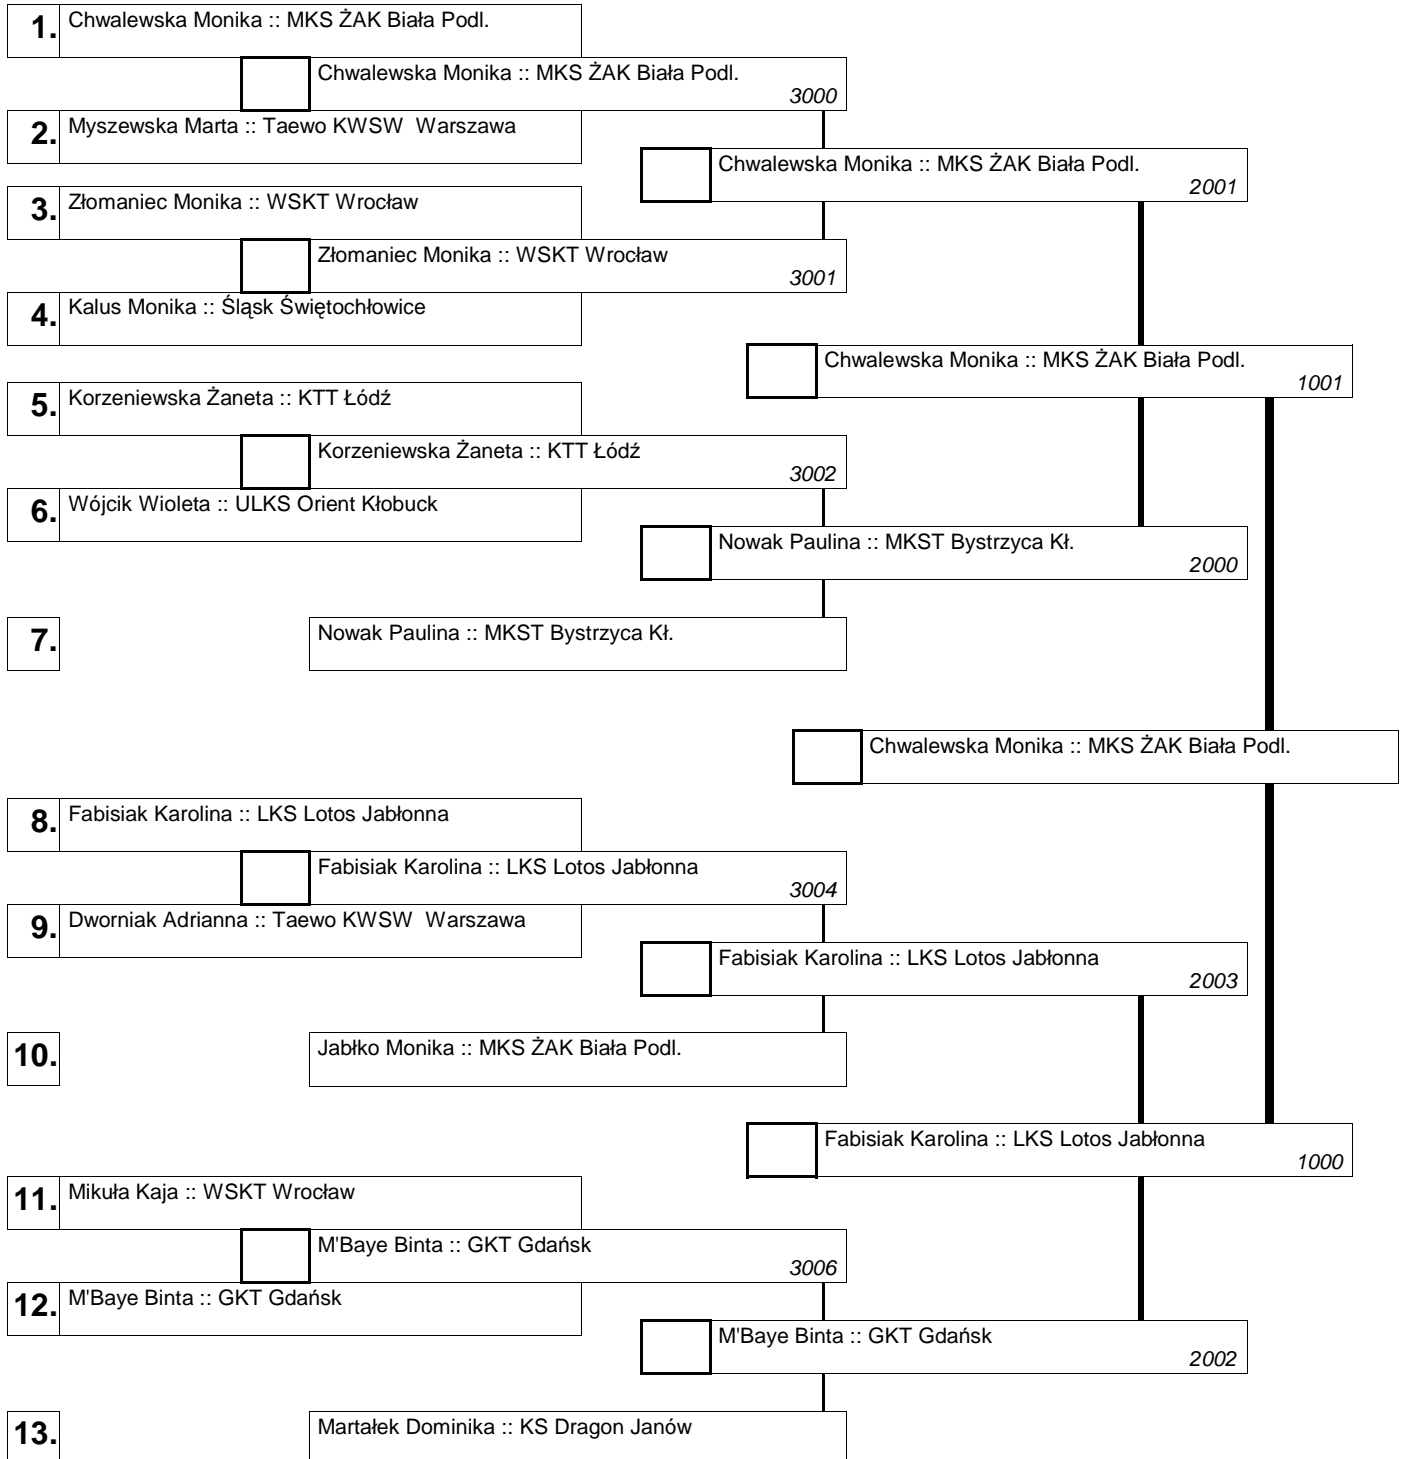 1. Chwalewska Monika :: MKS ŻAK Biała Podl.
Chwalewska Monika :: MKS ŻAK Biała Podl.
3000
2. Myszewska Marta :: Taewo KWSW  Warszawa
Chwalewska Monika :: MKS ŻAK Biała Podl.
2001
3. Złomaniec Monika :: WSKT Wrocław
Złomaniec Monika :: WSKT Wrocław
3001
4. Kalus Monika :: Śląsk Świętochłowice
Chwalewska Monika :: MKS ŻAK Biała Podl.
1001
5. Korzeniewska Żaneta :: KTT Łódź
Korzeniewska Żaneta :: KTT Łódź
3002
6. Wójcik Wioleta :: ULKS Orient Kłobuck
Nowak Paulina :: MKST Bystrzyca Kł.
2000
7. Nowak Paulina :: MKST Bystrzyca Kł.
Chwalewska Monika :: MKS ŻAK Biała Podl.
8. Fabisiak Karolina :: LKS Lotos Jabłonna
Fabisiak Karolina :: LKS Lotos Jabłonna
3004
9. Dworniak Adrianna :: Taewo KWSW  Warszawa
Fabisiak Karolina :: LKS Lotos Jabłonna
2003
10. Jabłko Monika :: MKS ŻAK Biała Podl.
Fabisiak Karolina :: LKS Lotos Jabłonna
1000
11. Mikuła Kaja :: WSKT Wrocław
M'Baye Binta :: GKT Gdańsk
3006
12. M'Baye Binta :: GKT Gdańsk
M'Baye Binta :: GKT Gdańsk
2002
13. Martałek Dominika :: KS Dragon Janów